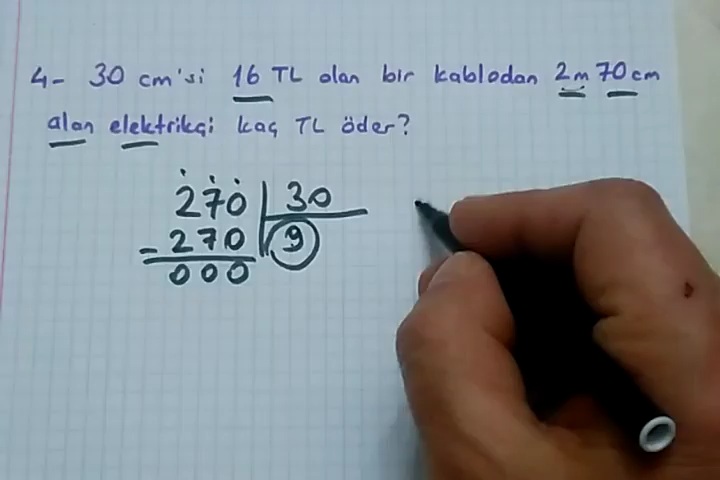 4- 30 cm'si 16 TL olan bir kablodan 2m 70cm
alan elektrikçi kaç TL öder?
270 30
- 270 9
000